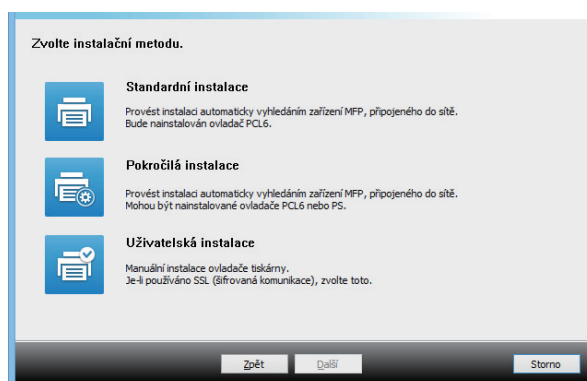 Zvolte instalační metodu.
Standardní instalace
Provést instalaci automaticky vyhledáním zařízení MFP, připojeného do sítě.
Bude nainstalován ovladač PCL6.
Pokročilá instalace
Provést instalaci automaticky vyhledáním zařízení MFP, připojeného do sítě.
Mohou být nainstalované ovladače PCL6 nebo PS.
Uživatelská instalace
Manuální instalace ovladače tiskárny.
Je-li používáno SSL (šifrovaná komunikace), zvolte toto.
Zpět Další Storno